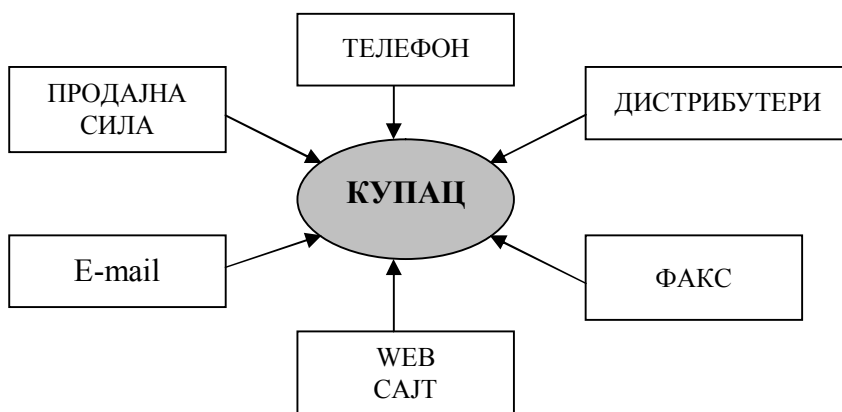 ТЕЛЕФОН
ПРОДАЈНА
СИЛА
ДИСТРИБУТЕРИ
КУПАЦ
E-mail
ФАКС
WEB
САЈТ